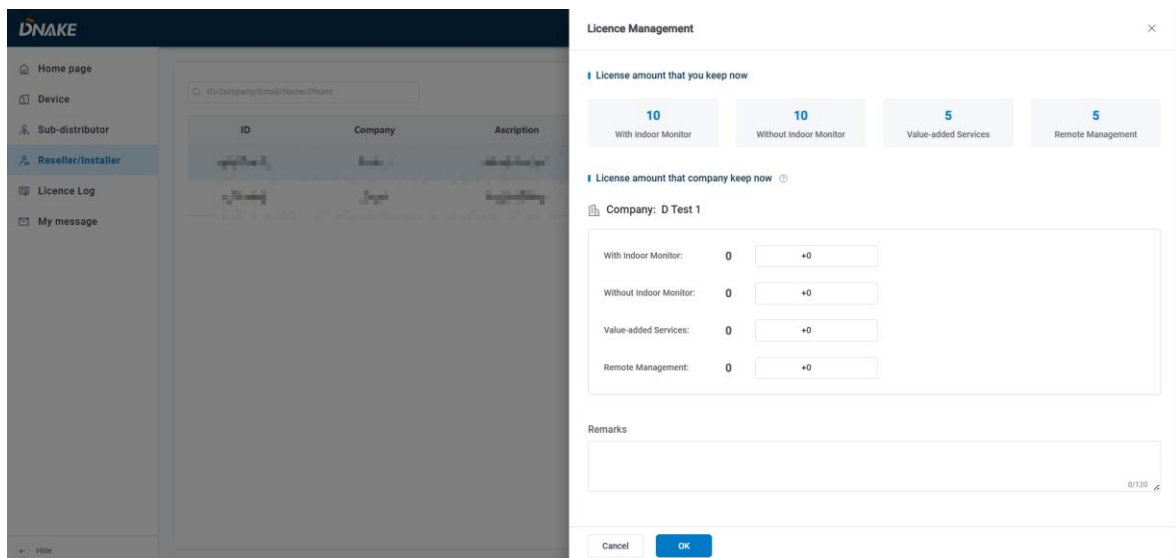 DNAKE
Home page
Device
Sub-distributor
Reseller/Installer
Licence Log
My message
Hide
ID/Company/Email/Name/Phone
ID Company Ascription
Licence Management
License amount that you keep now
10 10 5 5
With Indoor Monitor Without Indoor Monitor Value-added Services Remote Management
License amount that company keep now
Company: D Test 1
With Indoor Monitor: 0 +0
Without Indoor Monitor: 0 +0
Value-added Services: 0 +0
Remote Management: 0 +0
Remarks
0/120
Cancel OK